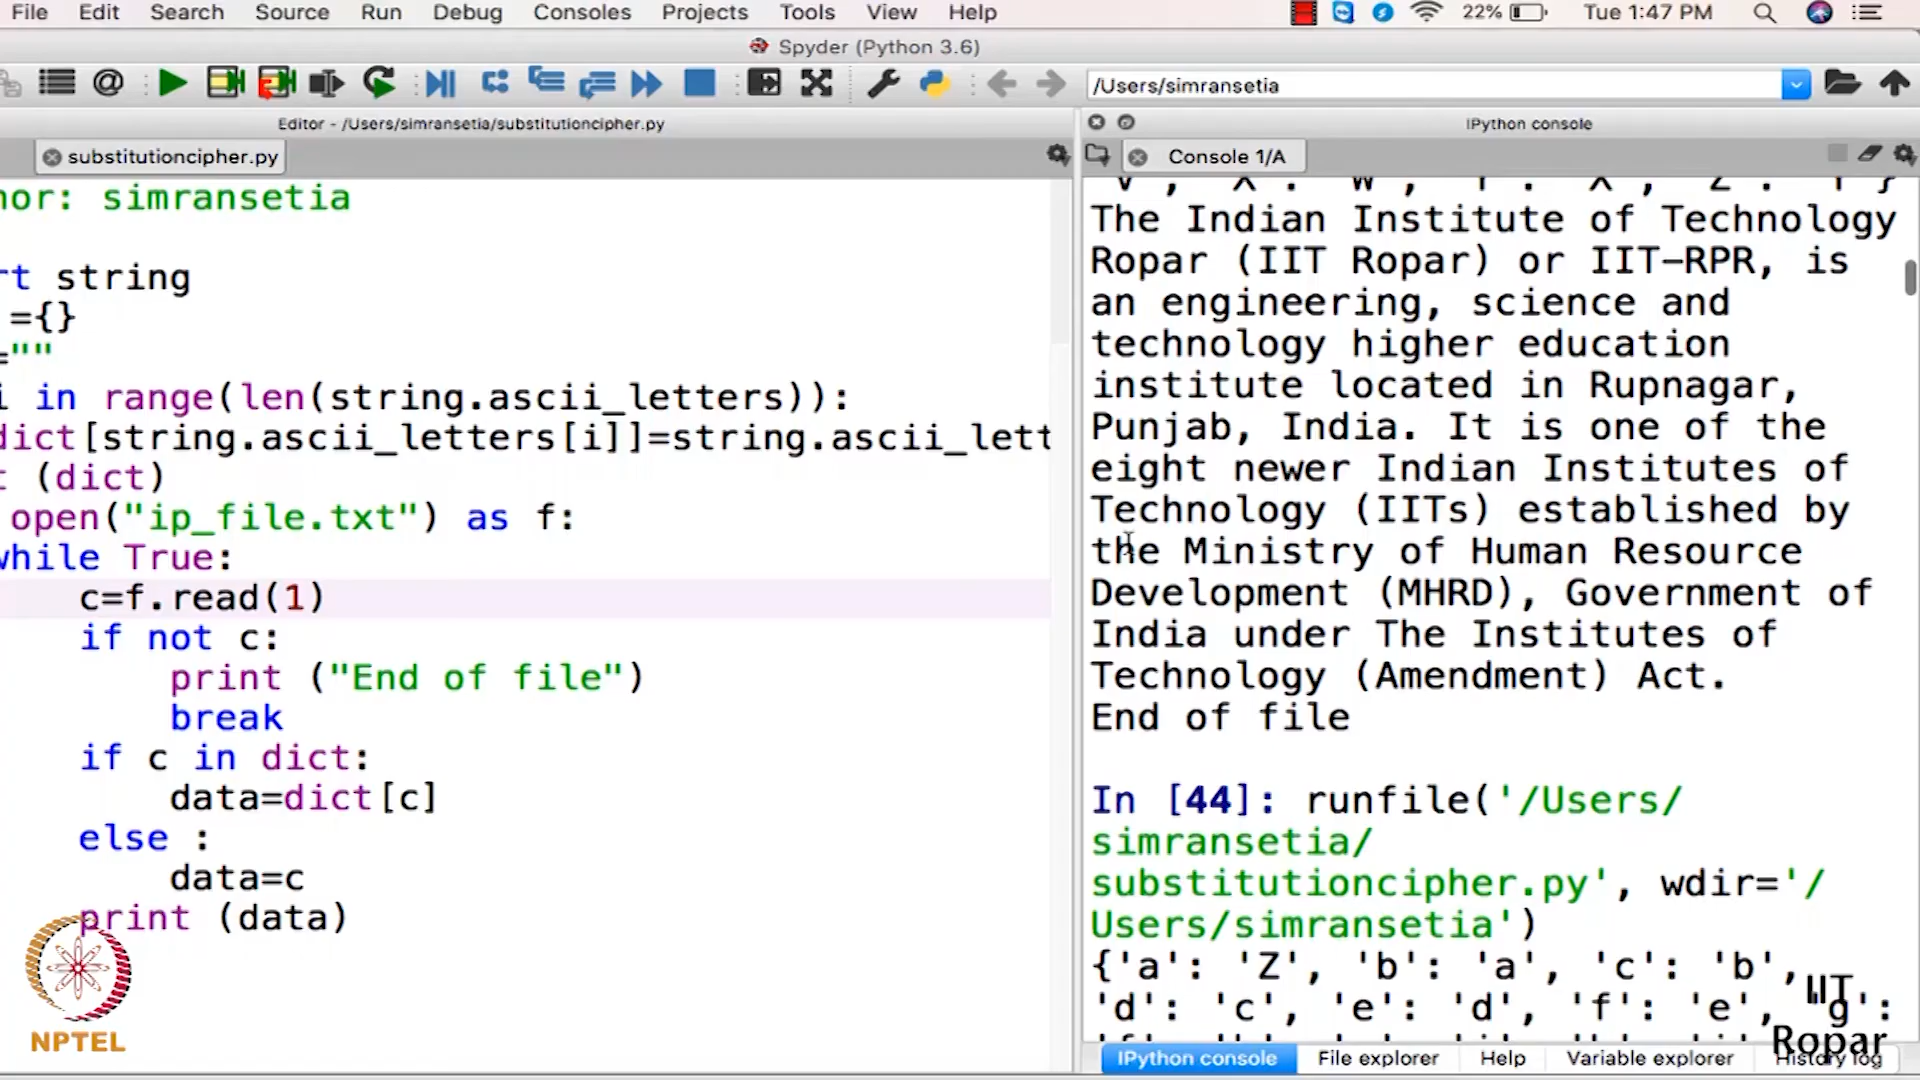 File Edit Search Source Run Debug Consoles Projects Tools View Help 22% Tue 1:47 PM
Spyder (Python 3.6)
/Users/simransetia
Editor - /Users/simransetia/substitutioncipher.py
substitutioncipher.py
hor: simransetia
rt string
={}
=""
i in range(len(string.ascii_letters)):
dict[string.ascii_letters[i]]=string.ascii_lett
t (dict)
open("ip_file.txt") as f:
while True:
c=f.read(1)
if not c:
print ("End of file")
break
if c in dict:
data=dict[c]
else :
data=c
print (data)
NPTEL
IPython console
Console 1/A
The Indian Institute of Technology
Ropar (IIT Ropar) or IIT-RPR, is
an engineering, science and
technology higher education
institute located in Rupnagar,
Punjab, India. It is one of the
eight newer Indian Institutes of
Technology (IITs) established by
the Ministry of Human Resource
Development (MHRD), Government of
India under The Institutes of
Technology (Amendment) Act.
End of file
In [44]: runfile('/Users/
simransetia/
substitutioncipher.py', wdir='/
Users/simransetia')
{'a': 'Z', 'b': 'a', 'c': 'b',
'd': 'c', 'e': 'd', 'f': 'e', 'g':
IIT
Ropar
IPython console File explorer Help Variable explorer History log